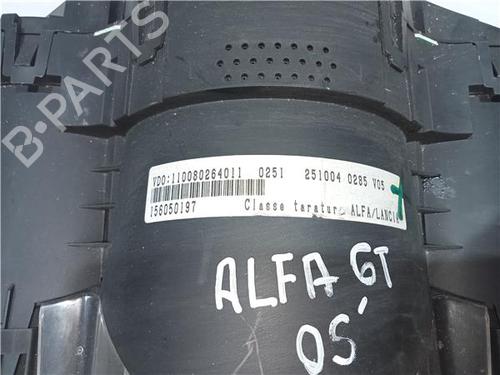 B-PARTS
VDO:110080264011 0251 251004 0285 V05
156050197 Classe taratura ALFA/LANCIA
ALFA GT
05'